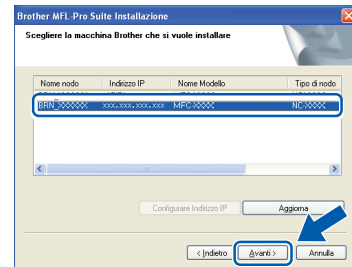 Brother MFL-Pro Suite Installazione
Scegliere la macchina Brother che si vuole installare
Nome nodo Indirizzo IP Nome Modello Tipo di nodo
BRN_XXXXXX xxx.xxx.xxx.xxx MFC-XXXX NC-XXXX
Configurare Indirizzo IP Aggiorna
< Indietro Avanti > Annulla